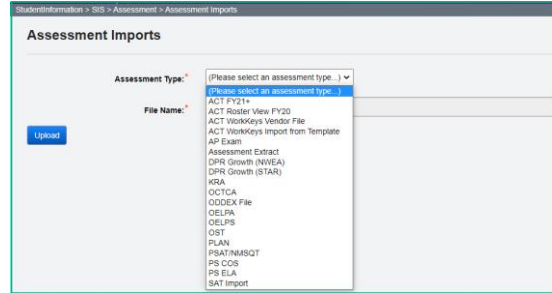 StudentInformation > SIS > Assessment > Assessment Imports
Assessment Imports
Assessment Type:* (Please select an assessment type...)
(Please select an assessment type...)
File Name:*
ACT FY21+
ACT Roster View FY20
ACT WorkKeys Vendor File
ACT WorkKeys Import from Template
Upload
AP Exam
Assessment Extract
DPR Growth (NWEA)
DPR Growth (STAR)
KRA
OCTCA
ODDEX File
OELPA
OELPS
OST
PLAN
PSAT/NMSQT
PS COS
PS ELA
SAT Import